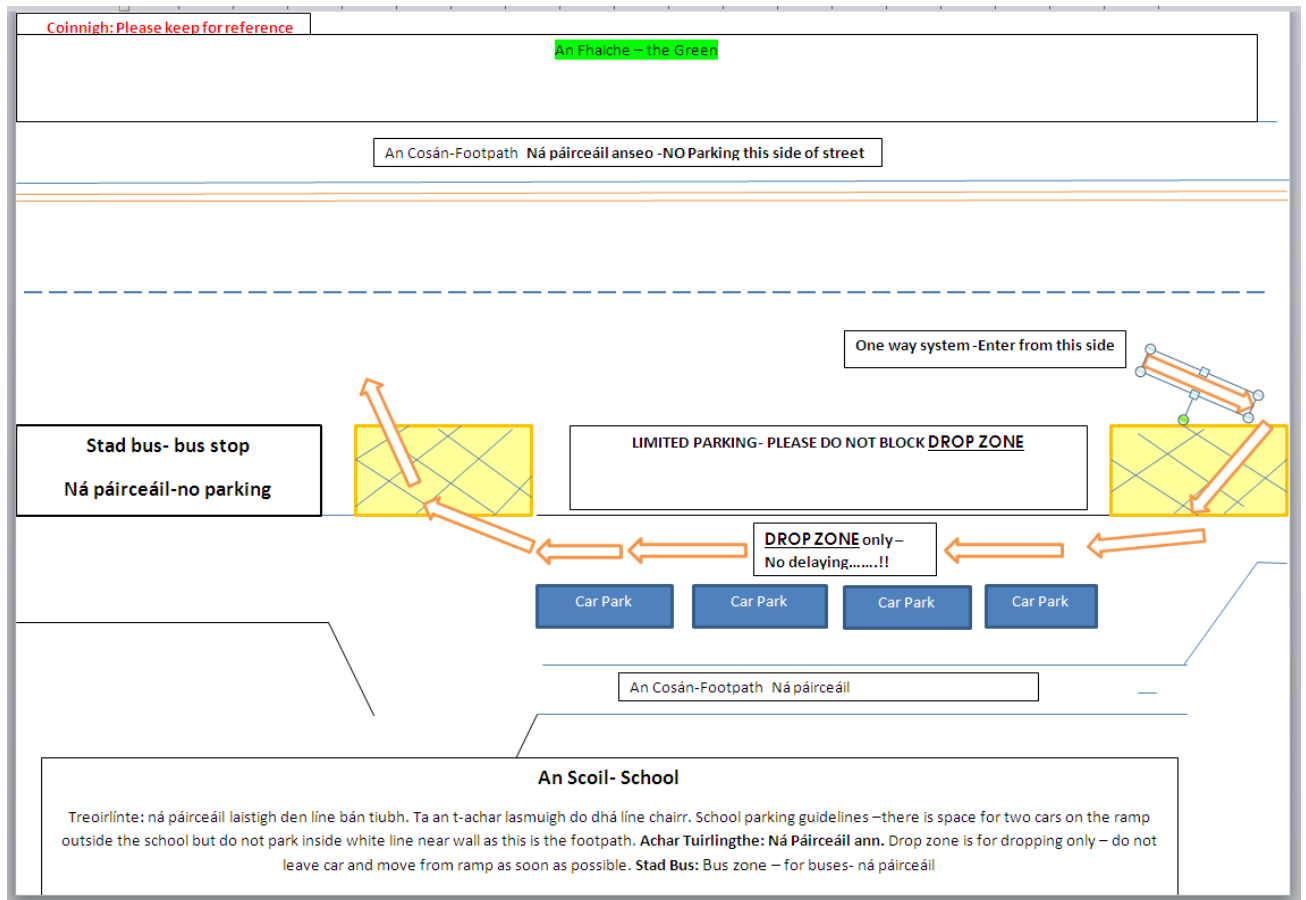 Coinnigh: Please keep for reference
An Fhaiche – the Green
An Cosán-Footpath Ná páirceáil anseo -NO Parking this side of street
One way system -Enter from this side
Stad bus- bus stop
Ná páirceáil-no parking
LIMITED PARKING- PLEASE DO NOT BLOCK DROP ZONE
DROP ZONE only –
No delaying…….!!
Car Park
Car Park
Car Park
Car Park
An Cosán-Footpath Ná páirceáil
An Scoil- School
Treoirlínte: ná páirceáil laistigh den líne bán tiubh. Ta an t-achar lasmuigh do dhá líne chairr. School parking guidelines –there is space for two cars on the ramp
outside the school but do not park inside white line near wall as this is the footpath. Achar Tuirlingthe: Ná Páirceáil ann. Drop zone is for dropping only – do not
leave car and move from ramp as soon as possible. Stad Bus: Bus zone – for buses- ná páirceáil